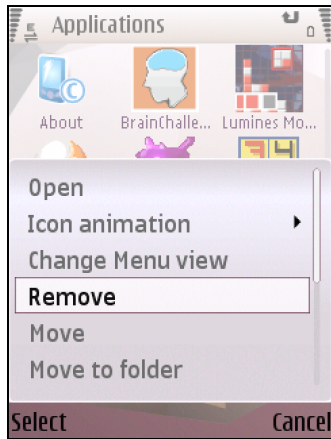 Applications
About BrainChalle... Lumines Mo...
Open
Icon animation
Change Menu view
Remove
Move
Move to folder
Select Cancel